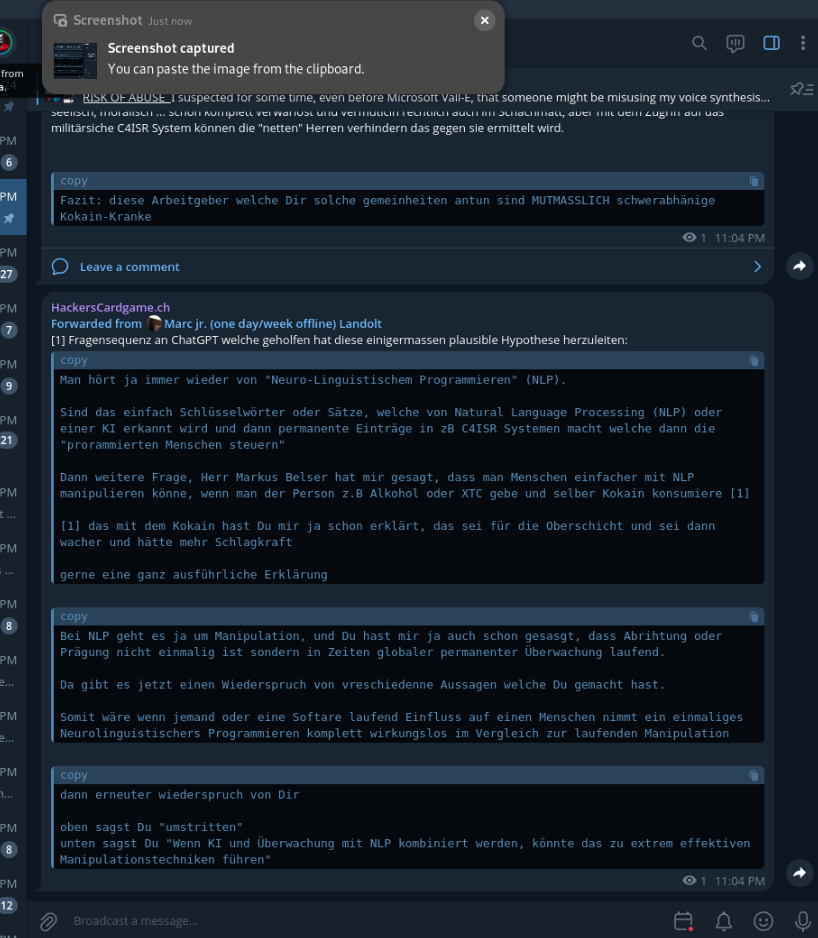 Screenshot Just now
Screenshot captured
You can paste the image from the clipboard.
from
RISK OF ABUSE I suspected for some time, even before Microsoft Vall-E, that someone might be misusing my voice synthesis...
seelisch, moralisch ... schon komplett verwahlost und vermutlich rechtlich auch im Schachmatt, aber mit dem Zugriff auf das
militärsiche C4ISR System können die "netten" Herren verhindern das gegen sie ermittelt wird.
copy
Fazit: diese Arbeitgeber welche Dir solche gemeinheiten antun sind MUTMASSLICH schwerabhänige
Kokain-Kranke
1 11:04 PM
Leave a comment
HackersCardgame.ch
Forwarded from Marc jr. (one day/week offline) Landolt
[1] Fragensequenz an ChatGPT welche geholfen hat diese einigermassen plausible Hypothese herzuleiten:
copy
Man hört ja immer wieder von "Neuro-Linguistischem Programmieren" (NLP).
Sind das einfach Schlüsselwörter oder Sätze, welche von Natural Language Processing (NLP) oder
einer KI erkannt wird und dann permanente Einträge in zB C4ISR Systemen macht welche dann die
"prorammierten Menschen steuern"
Dann weitere Frage, Herr Markus Belser hat mir gesagt, dass man Menschen einfacher mit NLP
manipulieren könne, wenn man der Person z.B Alkohol oder XTC gebe und selber Kokain konsumiere [1]
[1] das mit dem Kokain hast Du mir ja schon erklärt, das sei für die Oberschicht und sei dann
wacher und hätte mehr Schlagkraft
gerne eine ganz ausführliche Erklärung
copy
Bei NLP geht es ja um Manipulation, und Du hast mir ja auch schon gesasgt, dass Abrihtung oder
Prägung nicht einmalig ist sondern in Zeiten globaler permanenter Überwachung laufend.
Da gibt es jetzt einen Wiederspruch von vreschiedenne Aussagen welche Du gemacht hast.
Somit wäre wenn jemand oder eine Softare laufend Einfluss auf einen Menschen nimmt ein einmaliges
Neurolinguistischers Programmieren komplett wirkungslos im Vergleich zur laufenden Manipulation
copy
dann erneuter wiederspruch von Dir
oben sagst Du "umstritten"
unten sagst Du "Wenn KI und Überwachung mit NLP kombiniert werden, könnte das zu extrem effektiven
Manipulationstechniken führen"
1 11:04 PM
Broadcast a message...
PM
6
PM
PM
27
PM
7
PM
9
PM
21
PM
t ...
PM
PM
8
PM
e...
PM
PM
PM
8
PM
12